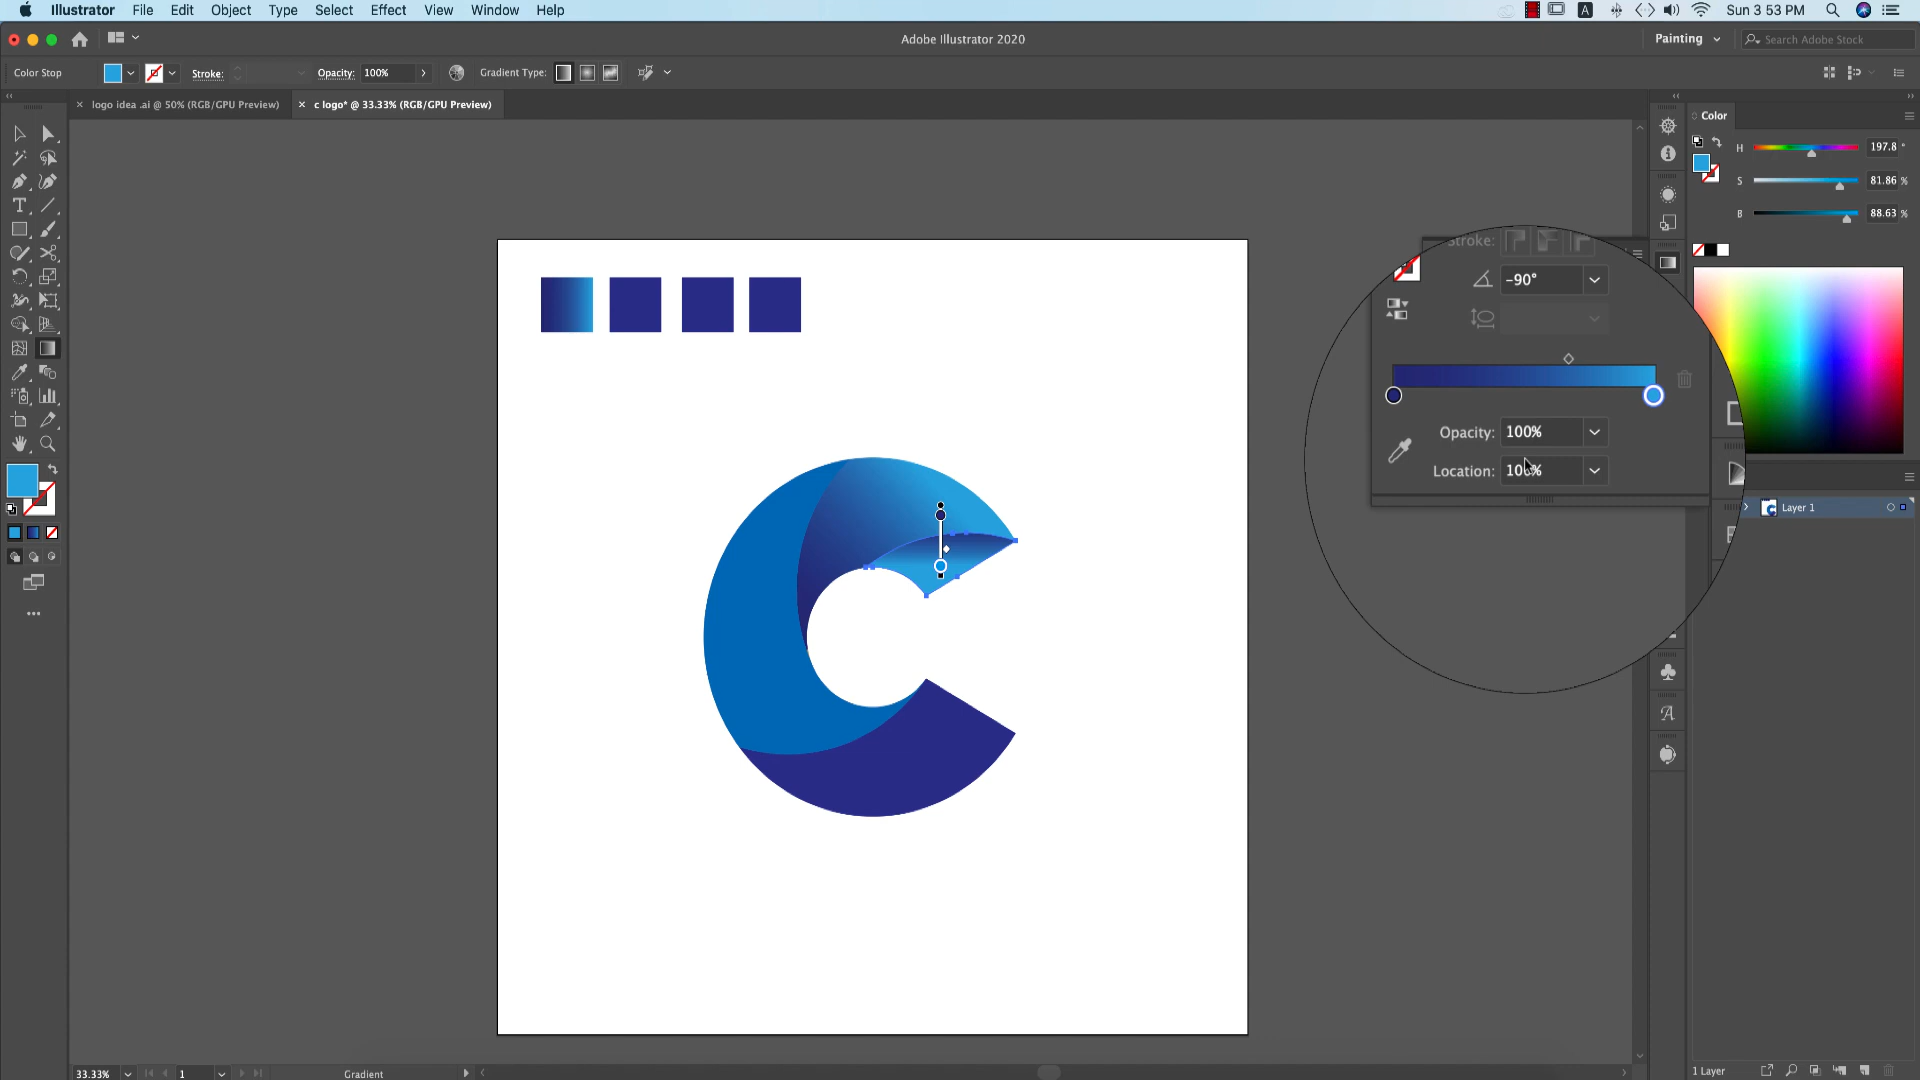 Illustrator File Edit Object Type Select Effect View Window Help
A Sun 3 53 PM
Adobe Illustrator 2020
Painting
Search Adobe Stock
Color Stop Stroke: Opacity: 100% Gradient Type:
× logo idea .ai @ 50% (RGB/GPU Preview) × c logo* @ 33.33% (RGB/GPU Preview)
Color
H 197.8 °
S 81.86 %
B 88.63 %
Stroke:
-90°
Opacity: 100%
Location: 100%
Layer 1
33.33% 1 Gradient
1 Layer